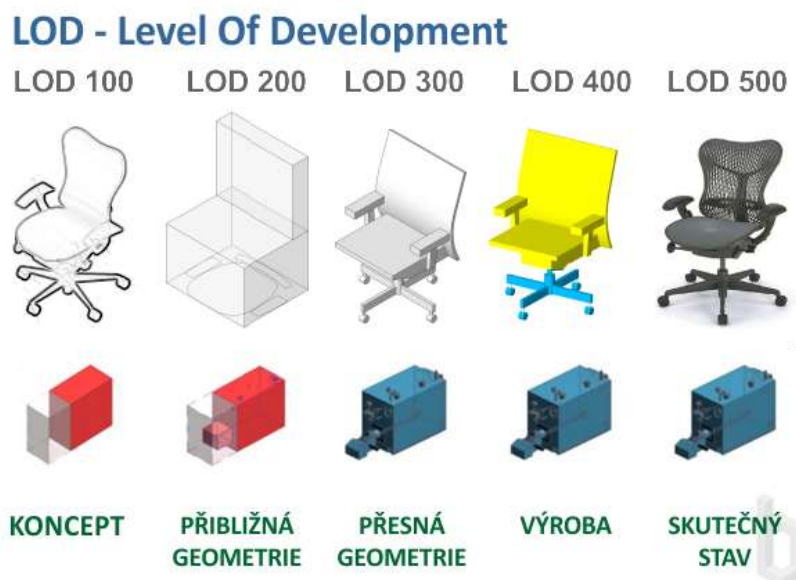 LOD - Level Of Development
LOD 100 LOD 200 LOD 300 LOD 400 LOD 500
KONCEPT PŘIBLIŽNÁ PŘESNÁ VÝROBA SKUTEČNÝ
GEOMETRIE GEOMETRIE STAV